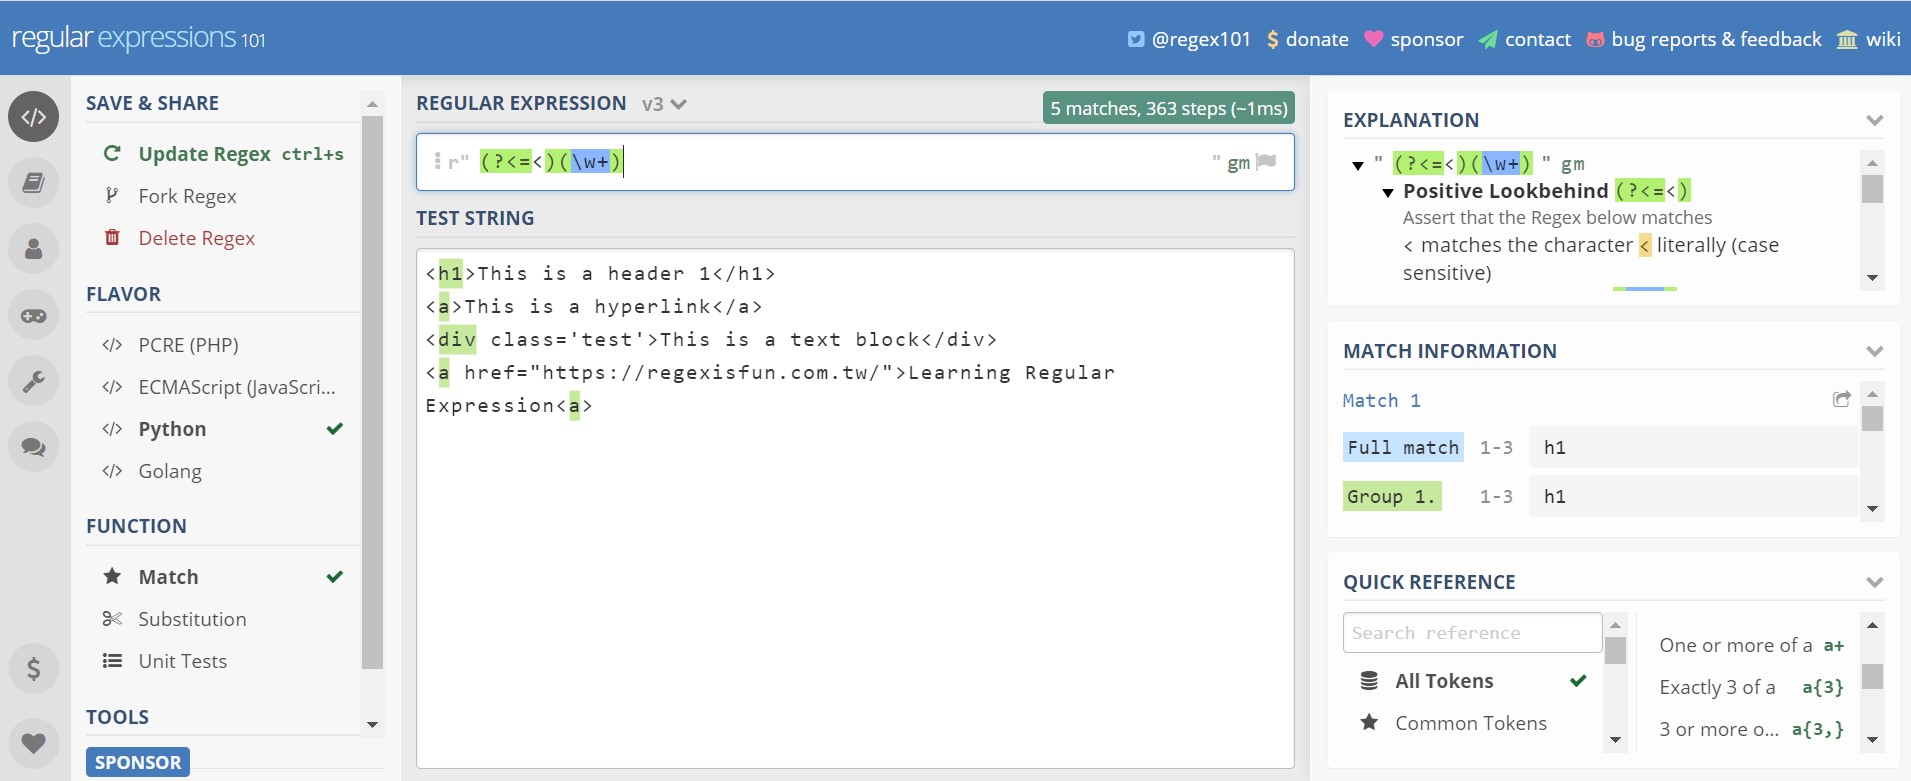 regular expressions 101
@regex101
donate
sponsor
contact
bug reports & feedback
wiki
SAVE & SHARE
Update Regex ctrl+s
Fork Regex
Delete Regex
FLAVOR
</> PCRE (PHP)
</> ECMAScript (JavaScri...
</> Python
</> Golang
FUNCTION
Match
Substitution
Unit Tests
TOOLS
SPONSOR
REGULAR EXPRESSION v3
5 matches, 363 steps (~1ms)
r" (?<=<)(\w+) " gm
TEST STRING
<h1>This is a header 1</h1>
<a>This is a hyperlink</a>
<div class='test'>This is a text block</div>
<a href="https://regexisfun.com.tw/">Learning Regular
Expression<a>
EXPLANATION
" (?<=<)(\w+) " gm
Positive Lookbehind (?<=<)
Assert that the Regex below matches
< matches the character < literally (case
sensitive)
MATCH INFORMATION
Match 1
Full match 1-3 h1
Group 1. 1-3 h1
QUICK REFERENCE
Search reference
All Tokens
Common Tokens
One or more of a a+
Exactly 3 of a a{3}
3 or more o... a{3,}